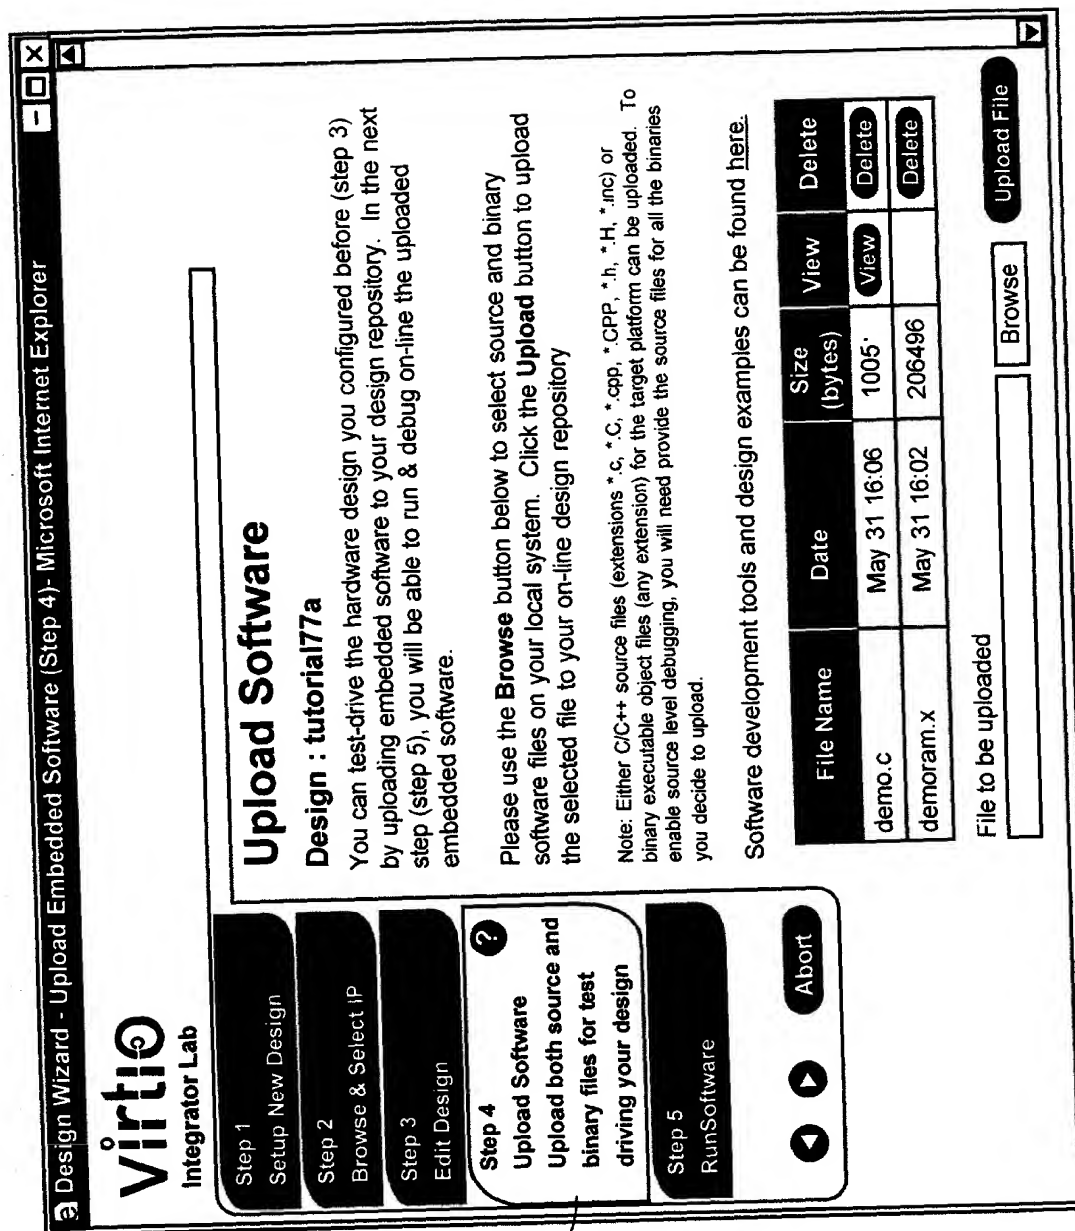 e Design Wizard - Upload Embedded Software (Step 4)- Microsoft Internet Explorer
Virtio
Integrator Lab
Step 1
Setup New Design
Step 2
Browse & Select IP
Step 3
Edit Design
Step 4 ?
Upload Software
Upload both source and
binary files for test
driving your design
Step 5
RunSoftware
Abort
Upload Software
Design : tutorial77a
You can test-drive the hardware design you configured before (step 3)
by uploading embedded software to your design repository. In the next
step (step 5), you will be able to run & debug on-line the uploaded
embedded software.
Please use the Browse button below to select source and binary
software files on your local system. Click the Upload button to upload
the selected file to your on-line design repository
Note: Either C/C++ source files (extensions *.c, *.C, *.cpp, *.CPP, *.h, *.H, *.inc) or
binary executable object files (any extension) for the target platform can be uploaded. To
enable source level debugging, you will need provide the source files for all the binaries
you decide to upload.
Software development tools and design examples can be found here.
File Name Date Size (bytes) View Delete
demo.c May 31 16:06 1005 View Delete
demoram.x May 31 16:02 206496 Delete
File to be uploaded
Browse Upload File